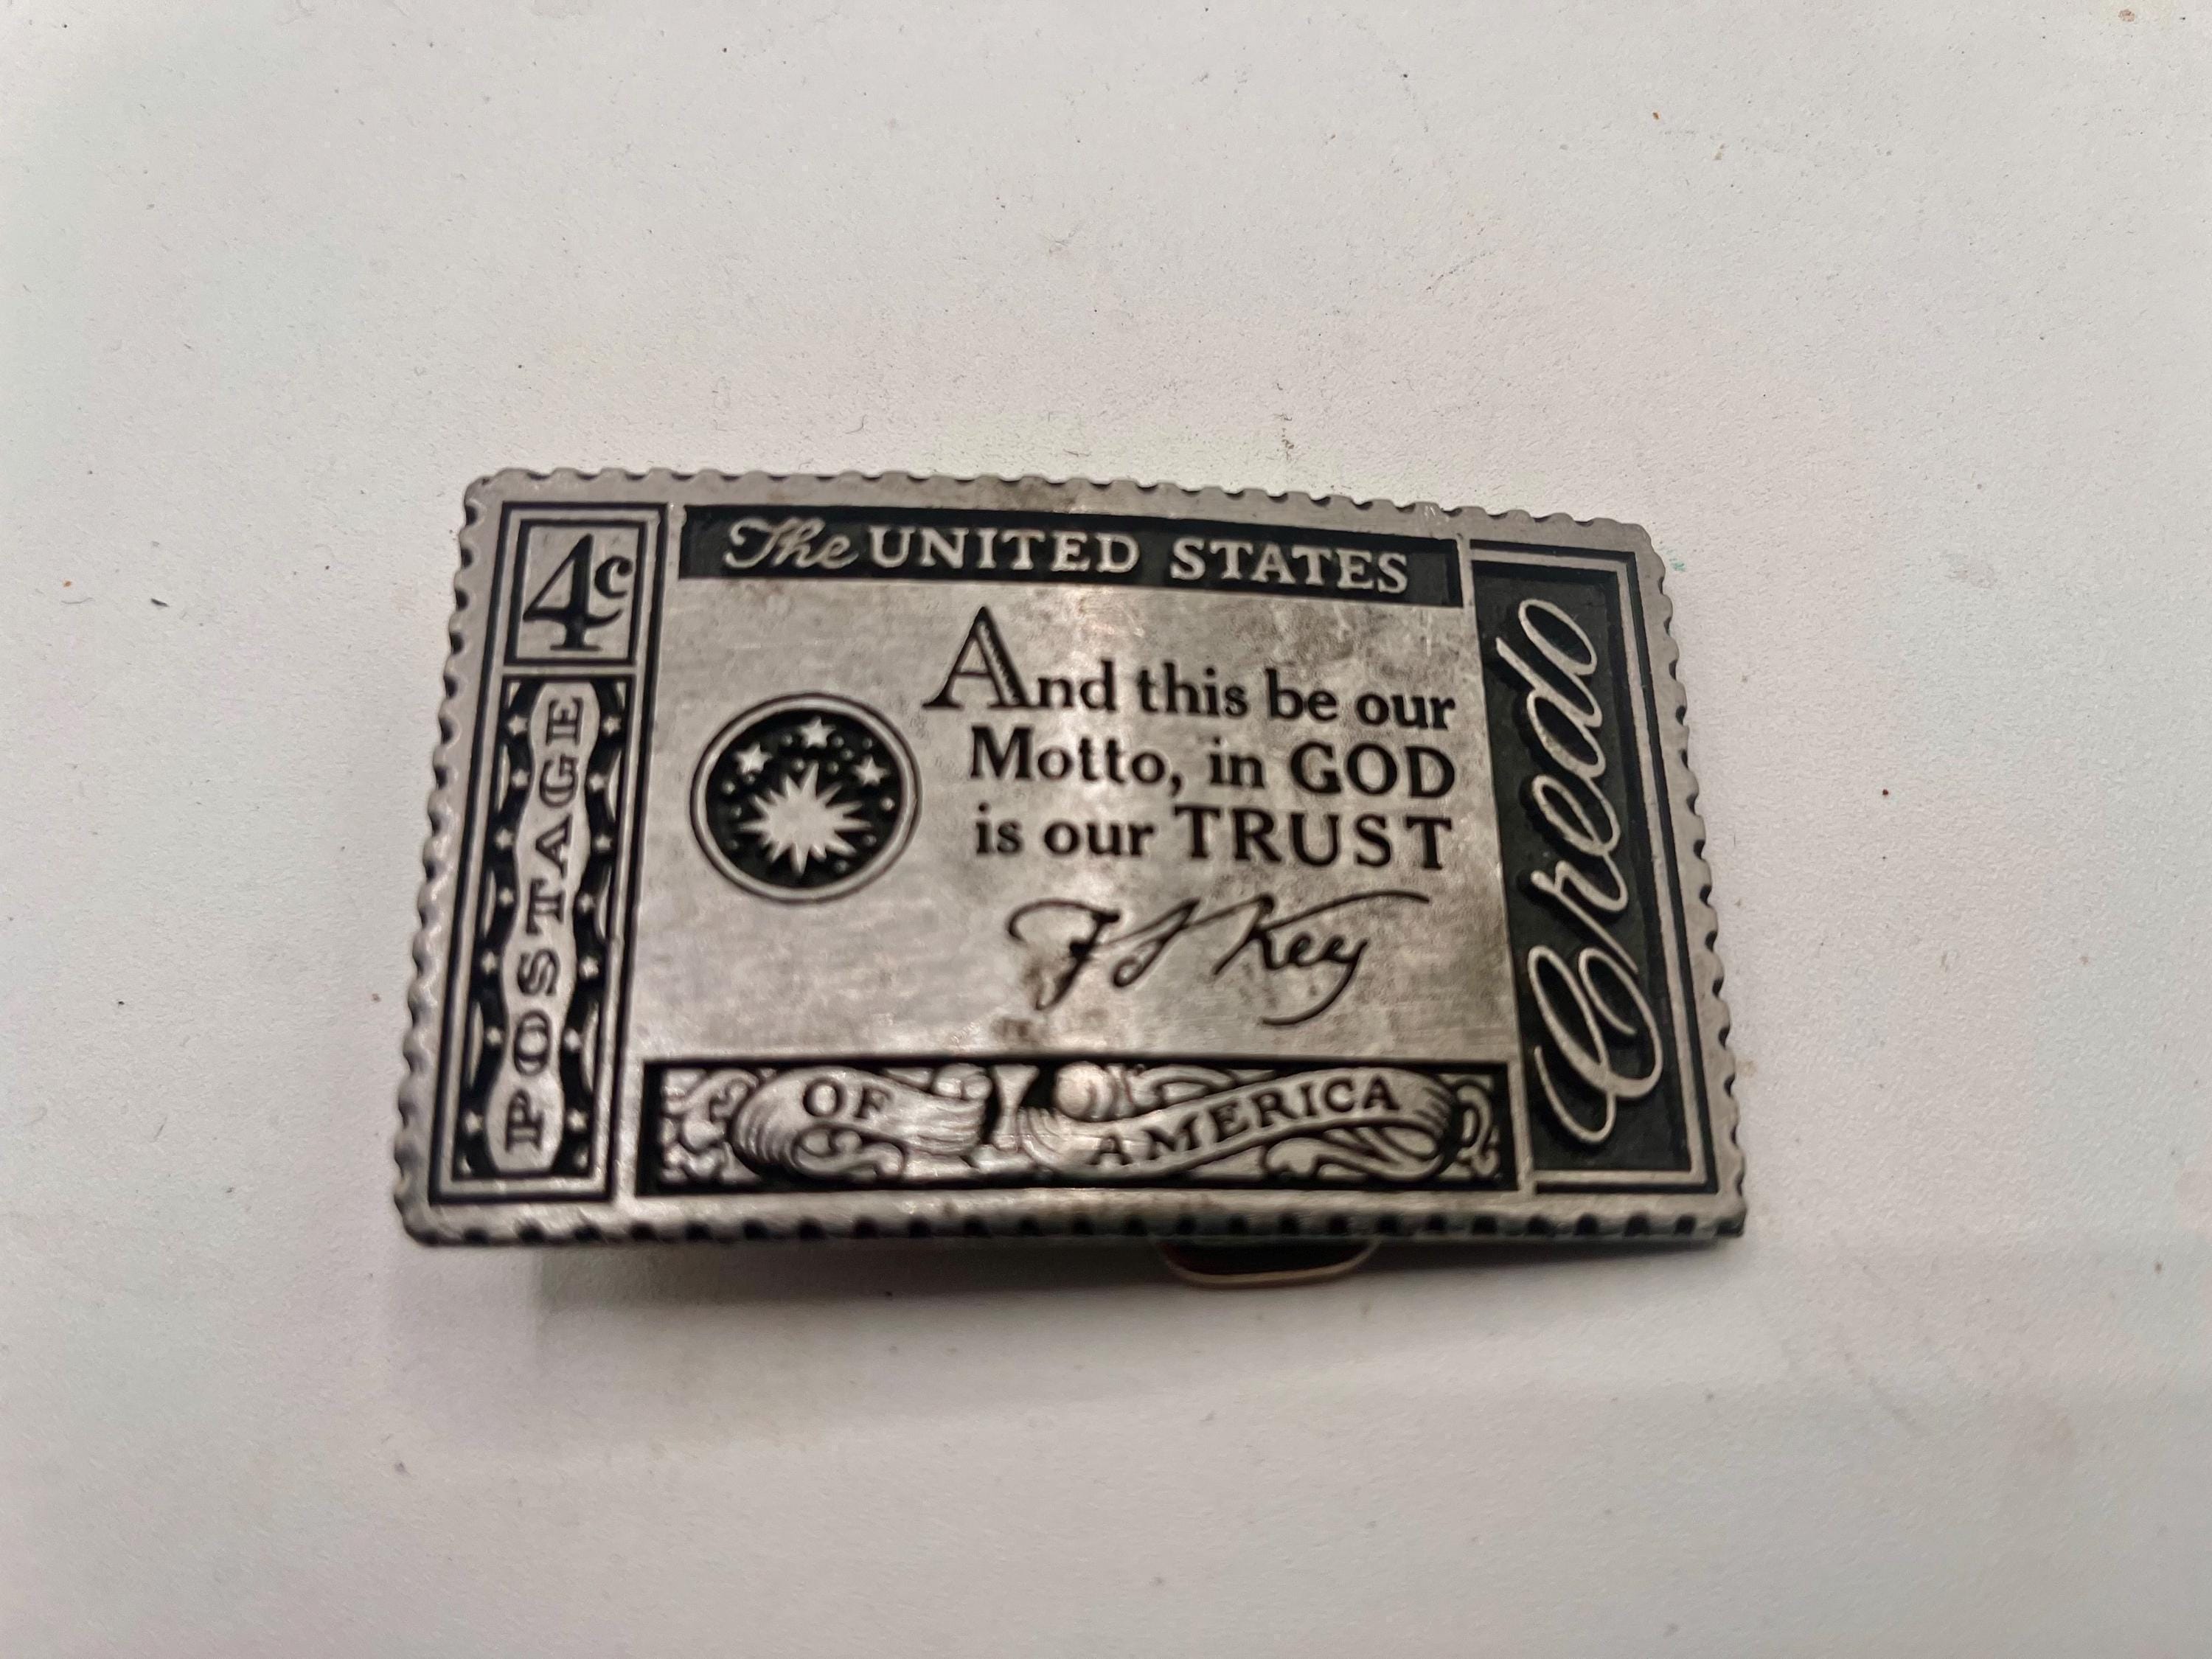 4c
The UNITED STATES
POSTAGE
And this be our
Motto, in GOD
is our TRUST
F S Key
Credo
OF AMERICA